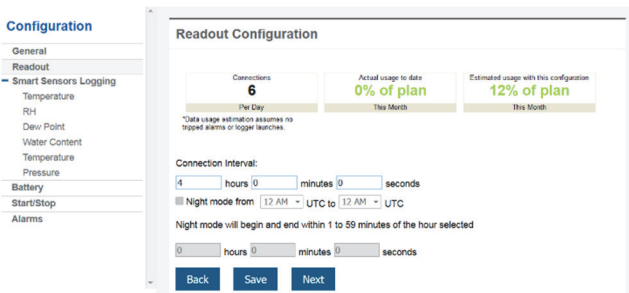 Configuration
General
Readout
Smart Sensors Logging
Temperature
RH
Dew Point
Water Content
Temperature
Pressure
Battery
Start/Stop
Alarms
Readout Configuration
Connections
6
Per Day
Actual usage to date
0% of plan
This Month
Estimated usage with this configuration
12% of plan
This Month
*Data usage estimation assumes no
tripped alarms or logger launches.
Connection Interval:
4 hours 0 minutes 0 seconds
Night mode from 12 AM UTC to 12 AM UTC
Night mode will begin and end within 1 to 59 minutes of the hour selected
0 hours 0 minutes 0 seconds
Back Save Next